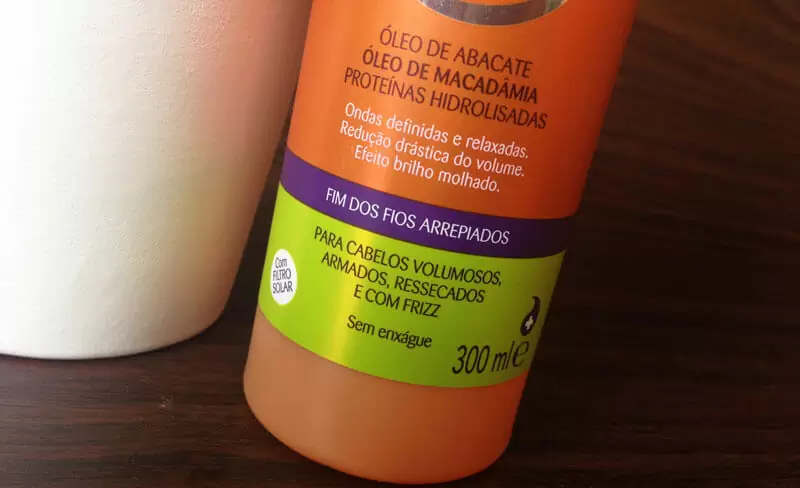 ÓLEO DE ABACATE
ÓLEO DE MACADÂMIA
PROTEÍNAS HIDROLISADAS
Ondas definidas e relaxadas.
Redução drástica do volume.
Efeito brilho molhado.
FIM DOS FIOS ARREPIADOS
PARA CABELOS VOLUMOSOS,
ARMADOS, RESSECADOS
E COM FRIZZ
Com
FILTRO
SOLAR
Sem enxágue
300 ml℮